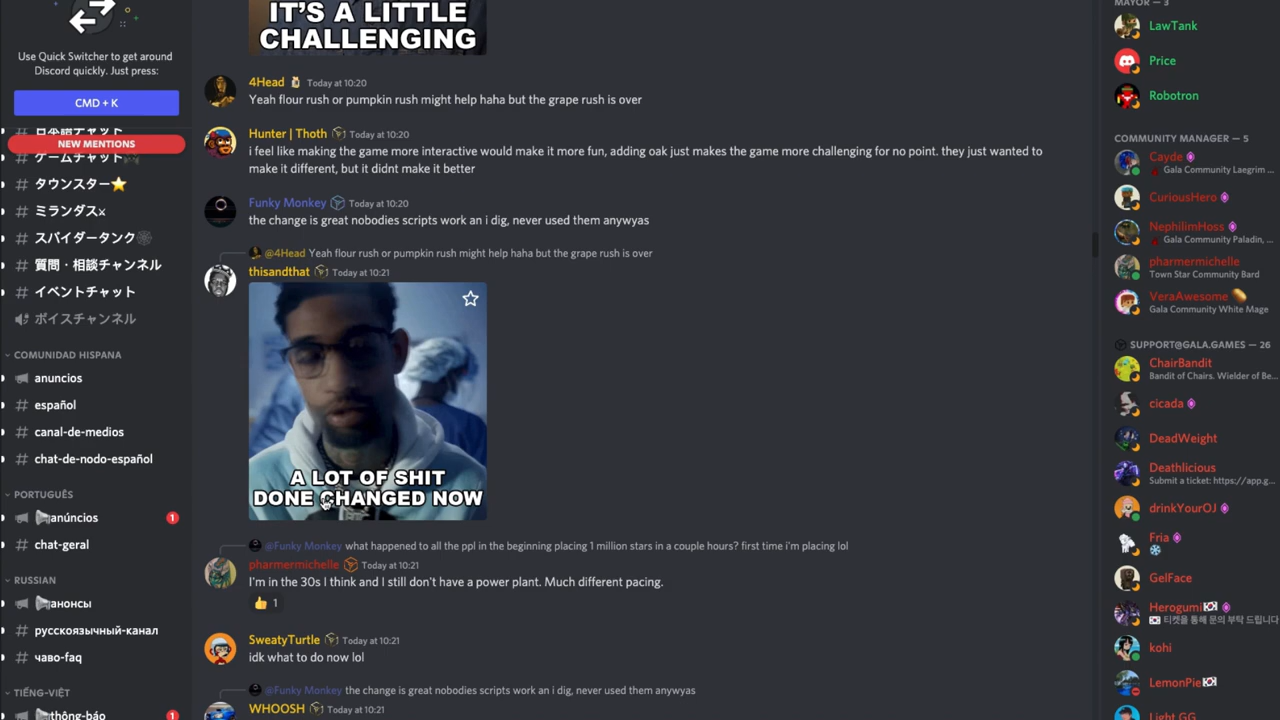 Use Quick Switcher to get around
Discord quickly. Just press:
CMD + K
日本語チャット
NEW MENTIONS
ゲームチャット
タウンスター⭐
ミランダス⚔
スパイダータンク🕸
質問・相談チャンネル
イベントチャット
ボイスチャンネル
COMUNIDAD HISPANA
anuncios
español
canal-de-medios
chat-de-nodo-español
PORTUGUÊS
anúncios
1
chat-geral
RUSSIAN
анонсы
русскоязычный-канал
чаво-faq
TIẾNG-VIỆT
thông-báo
1
IT'S A LITTLE
CHALLENGING
4Head Today at 10:20
Yeah flour rush or pumpkin rush might help haha but the grape rush is over
Hunter | Thoth Today at 10:20
i feel like making the game more interactive would make it more fun, adding oak just makes the game more challenging for no point. they just wanted to
make it different, but it didnt make it better
Funky Monkey Today at 10:20
the change is great nobodies scripts work an i dig, never used them anywyas
@4Head Yeah flour rush or pumpkin rush might help haha but the grape rush is over
thisandthat Today at 10:21
A LOT OF SHIT
DONE CHANGED NOW
@Funky Monkey what happened to all the ppl in the beginning placing 1 million stars in a couple hours? first time i'm placing lol
pharmermichelle Today at 10:21
I'm in the 30s I think and I still don't have a power plant. Much different pacing.
👍 1
SweatyTurtle Today at 10:21
idk what to do now lol
@Funky Monkey the change is great nobodies scripts work an i dig, never used them anywyas
WHOOSH Today at 10:21
MAYOR — 3
LawTank
Price
Robotron
COMMUNITY MANAGER — 5
Cayde
Gala Community Laegrim ...
CuriousHero
NephilimHoss
Gala Community Paladin, ...
pharmermichelle
Town Star Community Bard
VeraAwesome
Gala Community White Mage
SUPPORT@GALA.GAMES — 26
ChairBandit
Bandit of Chairs. Wielder of Be...
cicada
DeadWeight
Deathlicious
Submit a ticket: https://app.g...
drinkYourOJ
Fria
GelFace
Herogumi🇰🇷
🇰🇷 티켓을 통해 문의 부탁 드립니다
kohi
LemonPie🇰🇷
Light GG